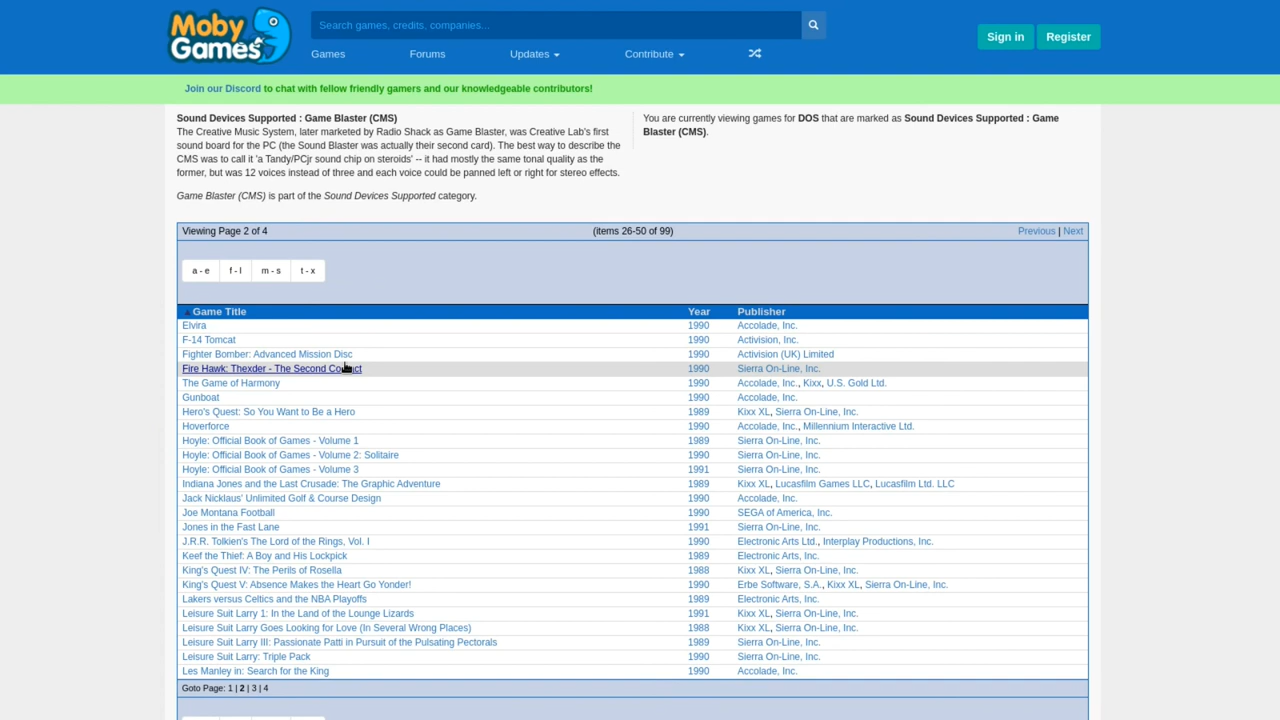 Moby
Games
Search games, credits, companies...
Sign in
Register
Games
Forums
Updates
Contribute
Join our Discord to chat with fellow friendly gamers and our knowledgeable contributors!
Sound Devices Supported : Game Blaster (CMS)
The Creative Music System, later marketed by Radio Shack as Game Blaster, was Creative Lab's first
sound board for the PC (the Sound Blaster was actually their second card). The best way to describe the
CMS was to call it 'a Tandy/PCjr sound chip on steroids' -- it had mostly the same tonal quality as the
former, but was 12 voices instead of three and each voice could be panned left or right for stereo effects.
Game Blaster (CMS) is part of the Sound Devices Supported category.
You are currently viewing games for DOS that are marked as Sound Devices Supported : Game
Blaster (CMS).
Viewing Page 2 of 4 (items 26-50 of 99) Previous | Next
a - e f - l m - s t - x
Game Title Year Publisher
Elvira 1990 Accolade, Inc.
F-14 Tomcat 1990 Activision, Inc.
Fighter Bomber: Advanced Mission Disc 1990 Activision (UK) Limited
Fire Hawk: Thexder - The Second 1990 Sierra On-Line, Inc.
The Game of Harmony 1990 Accolade, Inc., Kixx, U.S. Gold Ltd.
Gunboat 1990 Accolade, Inc.
Hero's Quest: So You Want to Be a Hero 1989 Kixx XL, Sierra On-Line, Inc.
Hoverforce 1990 Accolade, Inc., Millennium Interactive Ltd.
Hoyle: Official Book of Games - Volume 1 1989 Sierra On-Line, Inc.
Hoyle: Official Book of Games - Volume 2: Solitaire 1990 Sierra On-Line, Inc.
Hoyle: Official Book of Games - Volume 3 1991 Sierra On-Line, Inc.
Indiana Jones and the Last Crusade: The Graphic Adventure 1989 Kixx XL, Lucasfilm Games LLC, Lucasfilm Ltd. LLC
Jack Nicklaus' Unlimited Golf & Course Design 1990 Accolade, Inc.
Joe Montana Football 1990 SEGA of America, Inc.
Jones in the Fast Lane 1991 Sierra On-Line, Inc.
J.R.R. Tolkien's The Lord of the Rings, Vol. I 1990 Electronic Arts Ltd., Interplay Productions, Inc.
Keef the Thief: A Boy and His Lockpick 1989 Electronic Arts, Inc.
King's Quest IV: The Perils of Rosella 1988 Kixx XL, Sierra On-Line, Inc.
King's Quest V: Absence Makes the Heart Go Yonder! 1990 Erbe Software, S.A., Kixx XL, Sierra On-Line, Inc.
Lakers versus Celtics and the NBA Playoffs 1989 Electronic Arts, Inc.
Leisure Suit Larry 1: In the Land of the Lounge Lizards 1991 Kixx XL, Sierra On-Line, Inc.
Leisure Suit Larry Goes Looking for Love (In Several Wrong Places) 1988 Kixx XL, Sierra On-Line, Inc.
Leisure Suit Larry III: Passionate Patti in Pursuit of the Pulsating Pectorals 1989 Sierra On-Line, Inc.
Leisure Suit Larry: Triple Pack 1990 Sierra On-Line, Inc.
Les Manley in: Search for the King 1990 Accolade, Inc.
Goto Page: 1 | 2 | 3 | 4